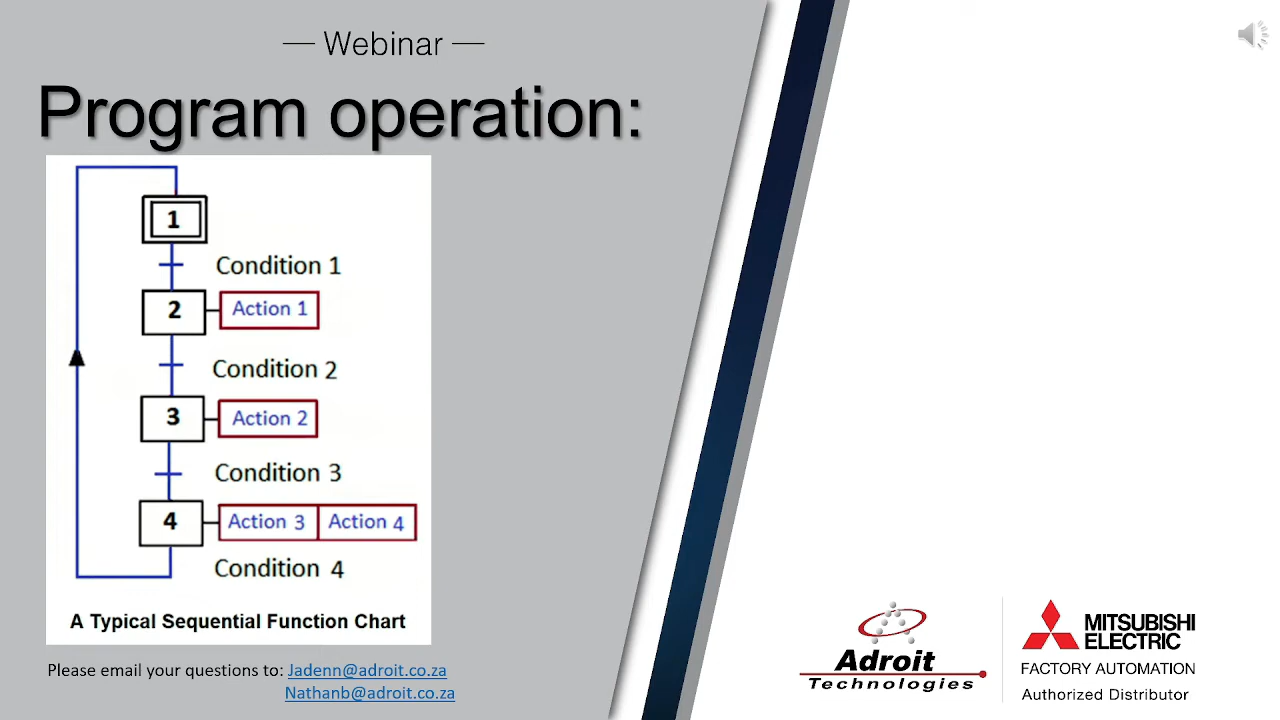 — Webinar —
Program operation:
1
Condition 1
2 Action 1
Condition 2
3 Action 2
Condition 3
4 Action 3 Action 4
Condition 4
A Typical Sequential Function Chart
Please email your questions to: Jadenn@adroit.co.za
Nathanb@adroit.co.za
Adroit
Technologies
MITSUBISHI
ELECTRIC
FACTORY AUTOMATION
Authorized Distributor